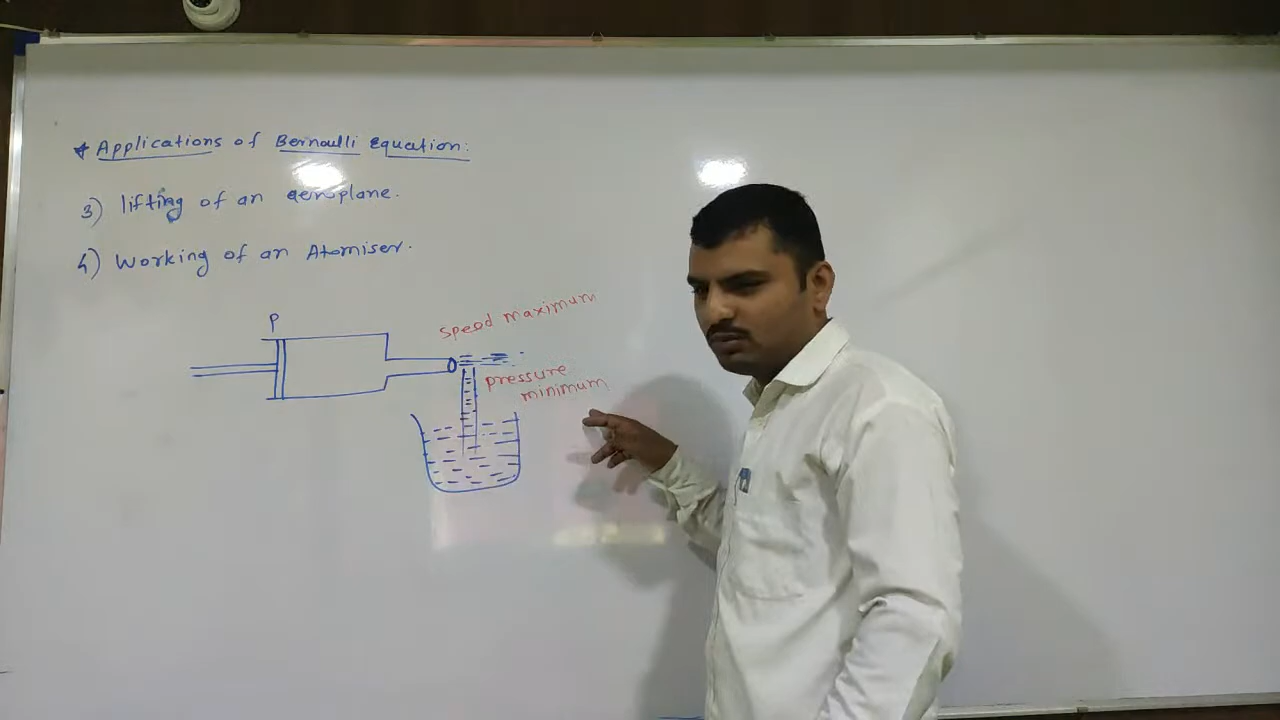 * Applications of Bernoulli Equation:
3) lifting of an aeroplane.
4) Working of an Atomiser.
P
speed maximum
pressure
minimum